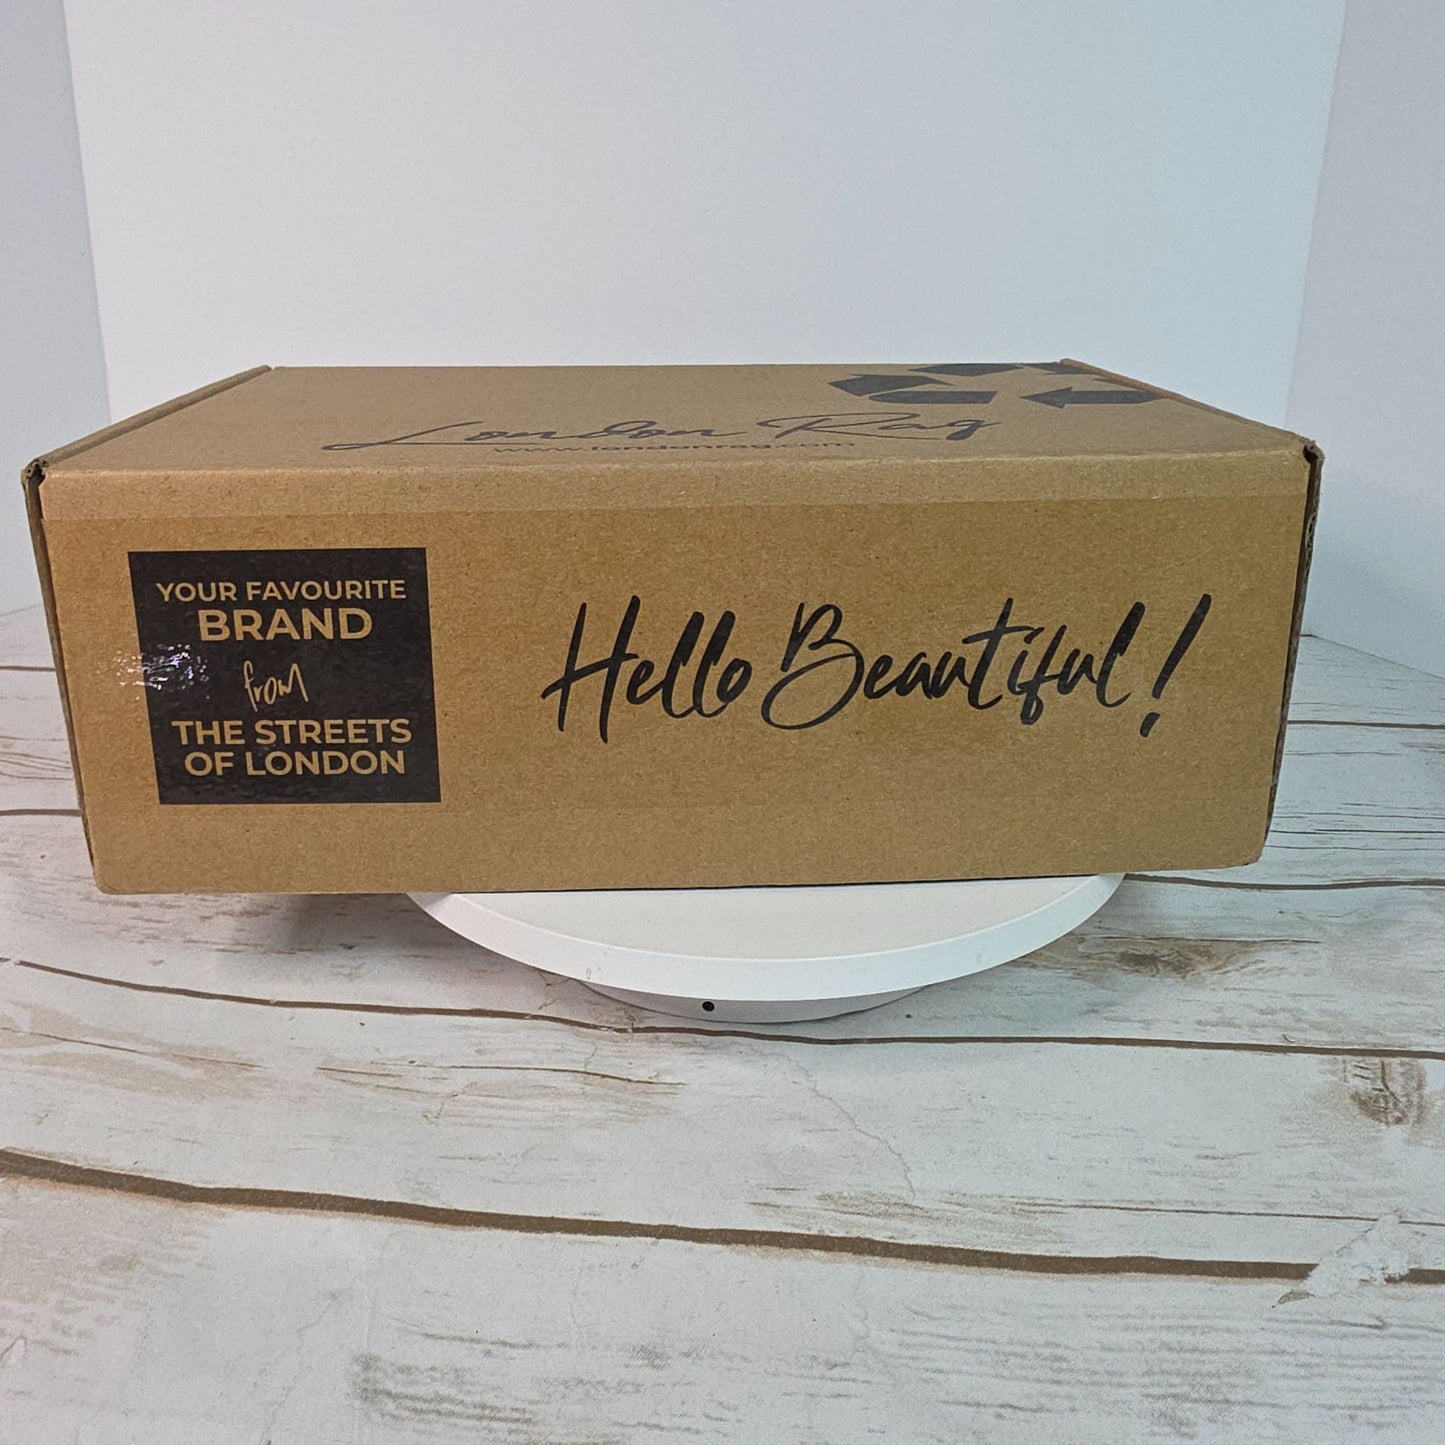 London Rag
www.londonrag.com
YOUR FAVOURITE
BRAND
from
THE STREETS
OF LONDON
Hello Beautiful!